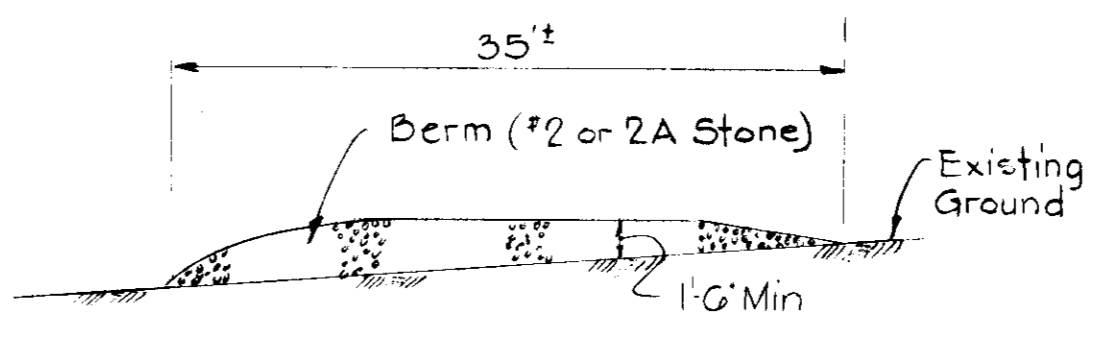 35'±
Berm (#2 or 2A Stone)
Existing
Ground
1'-6" Min